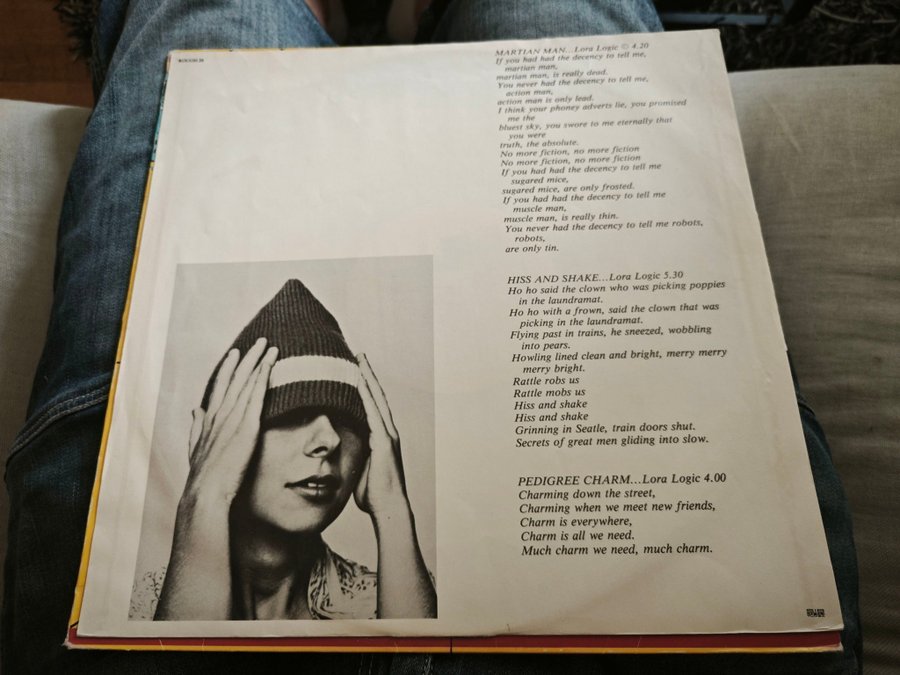 ROUGH 28
MARTIAN MAN...Lora Logic © 4.20
If you had had the decency to tell me,
martian man,
martian man, is really dead.
You never had the decency to tell me,
action man,
action man is only lead.
I think your phoney adverts lie, you promised
me the
bluest sky, you swore to me eternally that
you were
truth, the absolute.
No more fiction, no more fiction
No more fiction, no more fiction
If you had had the decency to tell me
sugared mice,
sugared mice, are only frosted.
If you had had the decency to tell me
muscle man,
muscle man, is really thin.
You never had the decency to tell me robots,
robots,
are only tin.
HISS AND SHAKE...Lora Logic 5.30
Ho ho said the clown who was picking poppies
in the laundramat.
Ho ho with a frown, said the clown that was
picking in the laundramat.
Flying past in trains, he sneezed, wobbling
into pears.
Howling lined clean and bright, merry merry
merry bright.
Rattle robs us
Rattle mobs us
Hiss and shake
Hiss and shake
Grinning in Seatle, train doors shut.
Secrets of great men gliding into slow.
PEDIGREE CHARM...Lora Logic 4.00
Charming down the street,
Charming when we meet new friends,
Charm is everywhere,
Charm is all we need.
Much charm we need, much charm.